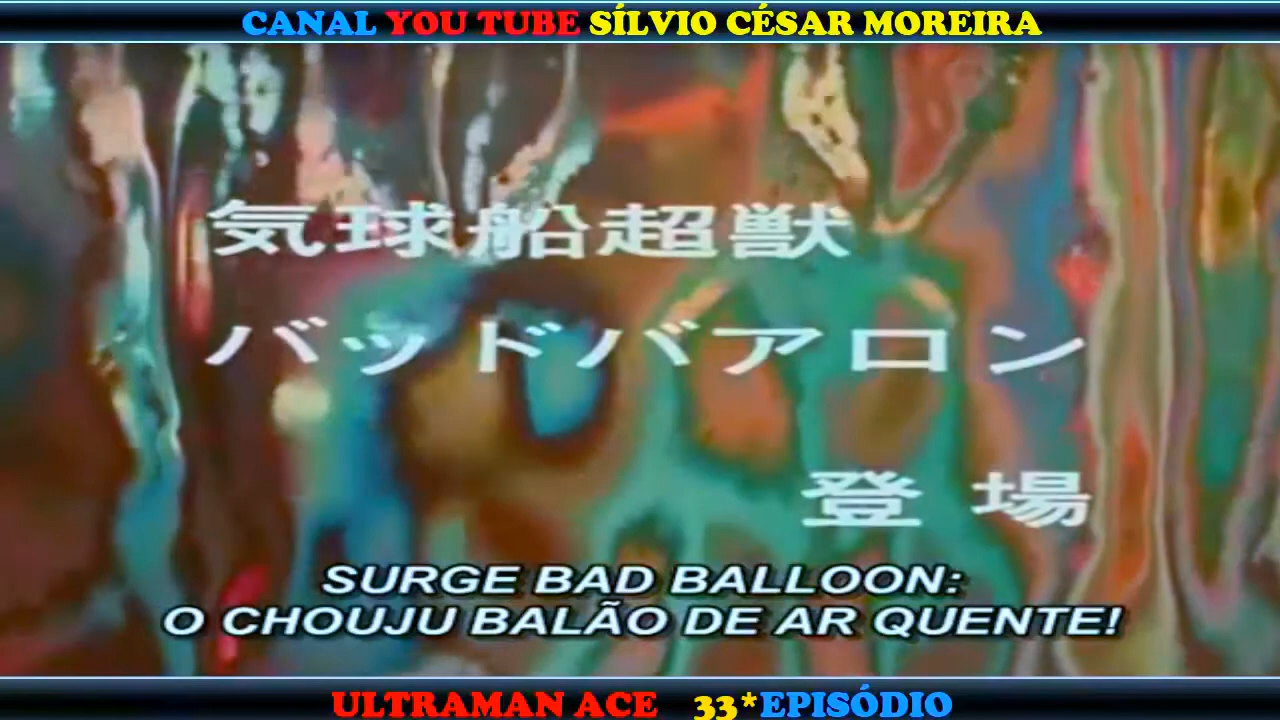 CANAL YOU TUBE SÍLVIO CÉSAR MOREIRA
気球船超獣
バッドバアロン
登場
SURGE BAD BALLOON:
O CHOUJU BALÃO DE AR QUENTE!
ULTRAMAN ACE 33*EPISÓDIO